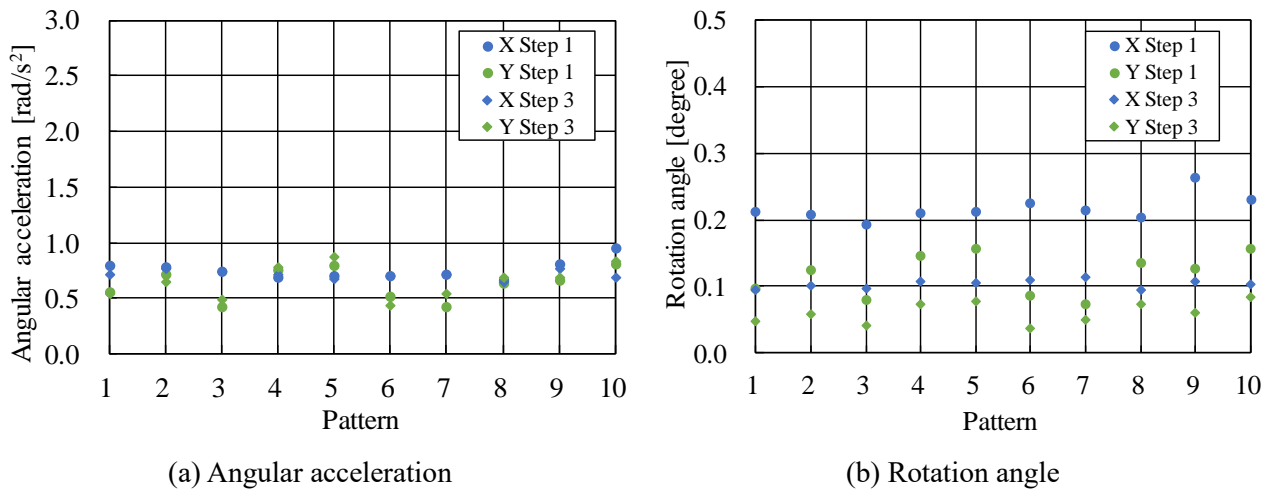 Angular acceleration [rad/s²]
3.0
2.5
2.0
1.5
1.0
0.5
0.0
X Step 1
Y Step 1
X Step 3
Y Step 3
1 2 3 4 5 6 7 8 9 10
Pattern
(a) Angular acceleration
Rotation angle [degree]
0.5
0.4
0.3
0.2
0.1
0.0
X Step 1
Y Step 1
X Step 3
Y Step 3
1 2 3 4 5 6 7 8 9 10
Pattern
(b) Rotation angle